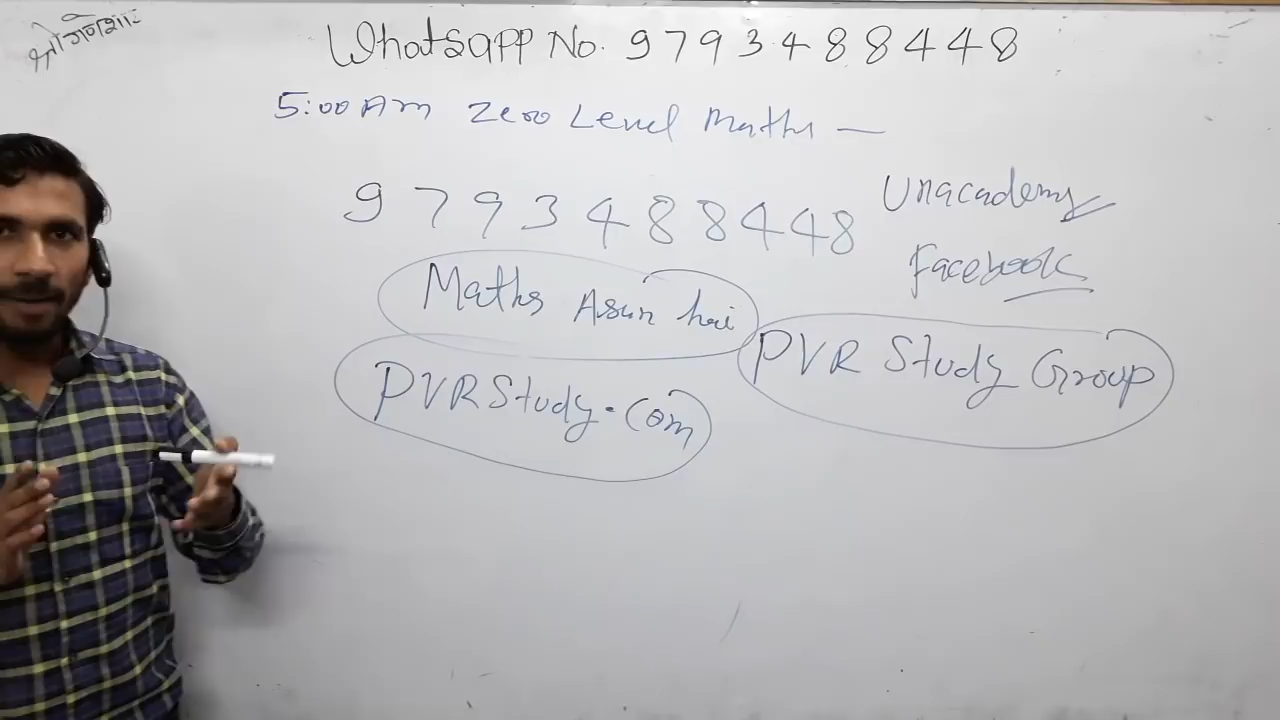 श्री गणेशाय
Whatsapp No. 9793488448
5:00 AM Zero Level Maths —
9793488448
Unacademy
Facebook
Maths Asan hai
PVR Study Group
PVRStudy.Com